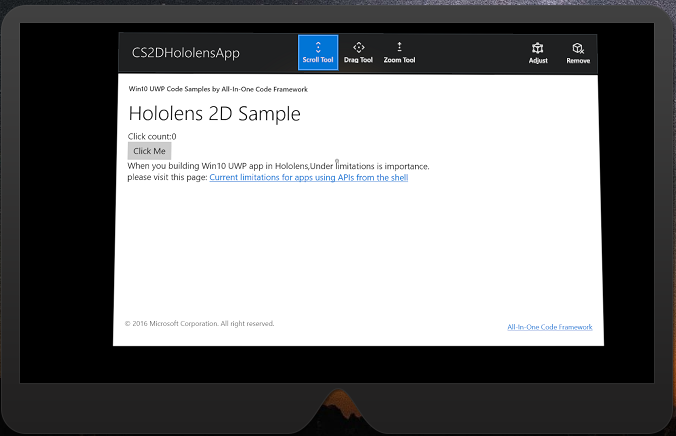 CS2DHololensApp
Scroll Tool Drag Tool Zoom Tool Adjust Remove
Win10 UWP Code Samples by All-In-One Code Framework
Hololens 2D Sample
Click count:0
Click Me
When you building Win10 UWP app in Hololens,Under limitations is importance.
please visit this page: Current limitations for apps using APIs from the shell
© 2016 Microsoft Corporation. All right reserved.
All-In-One Code Framework